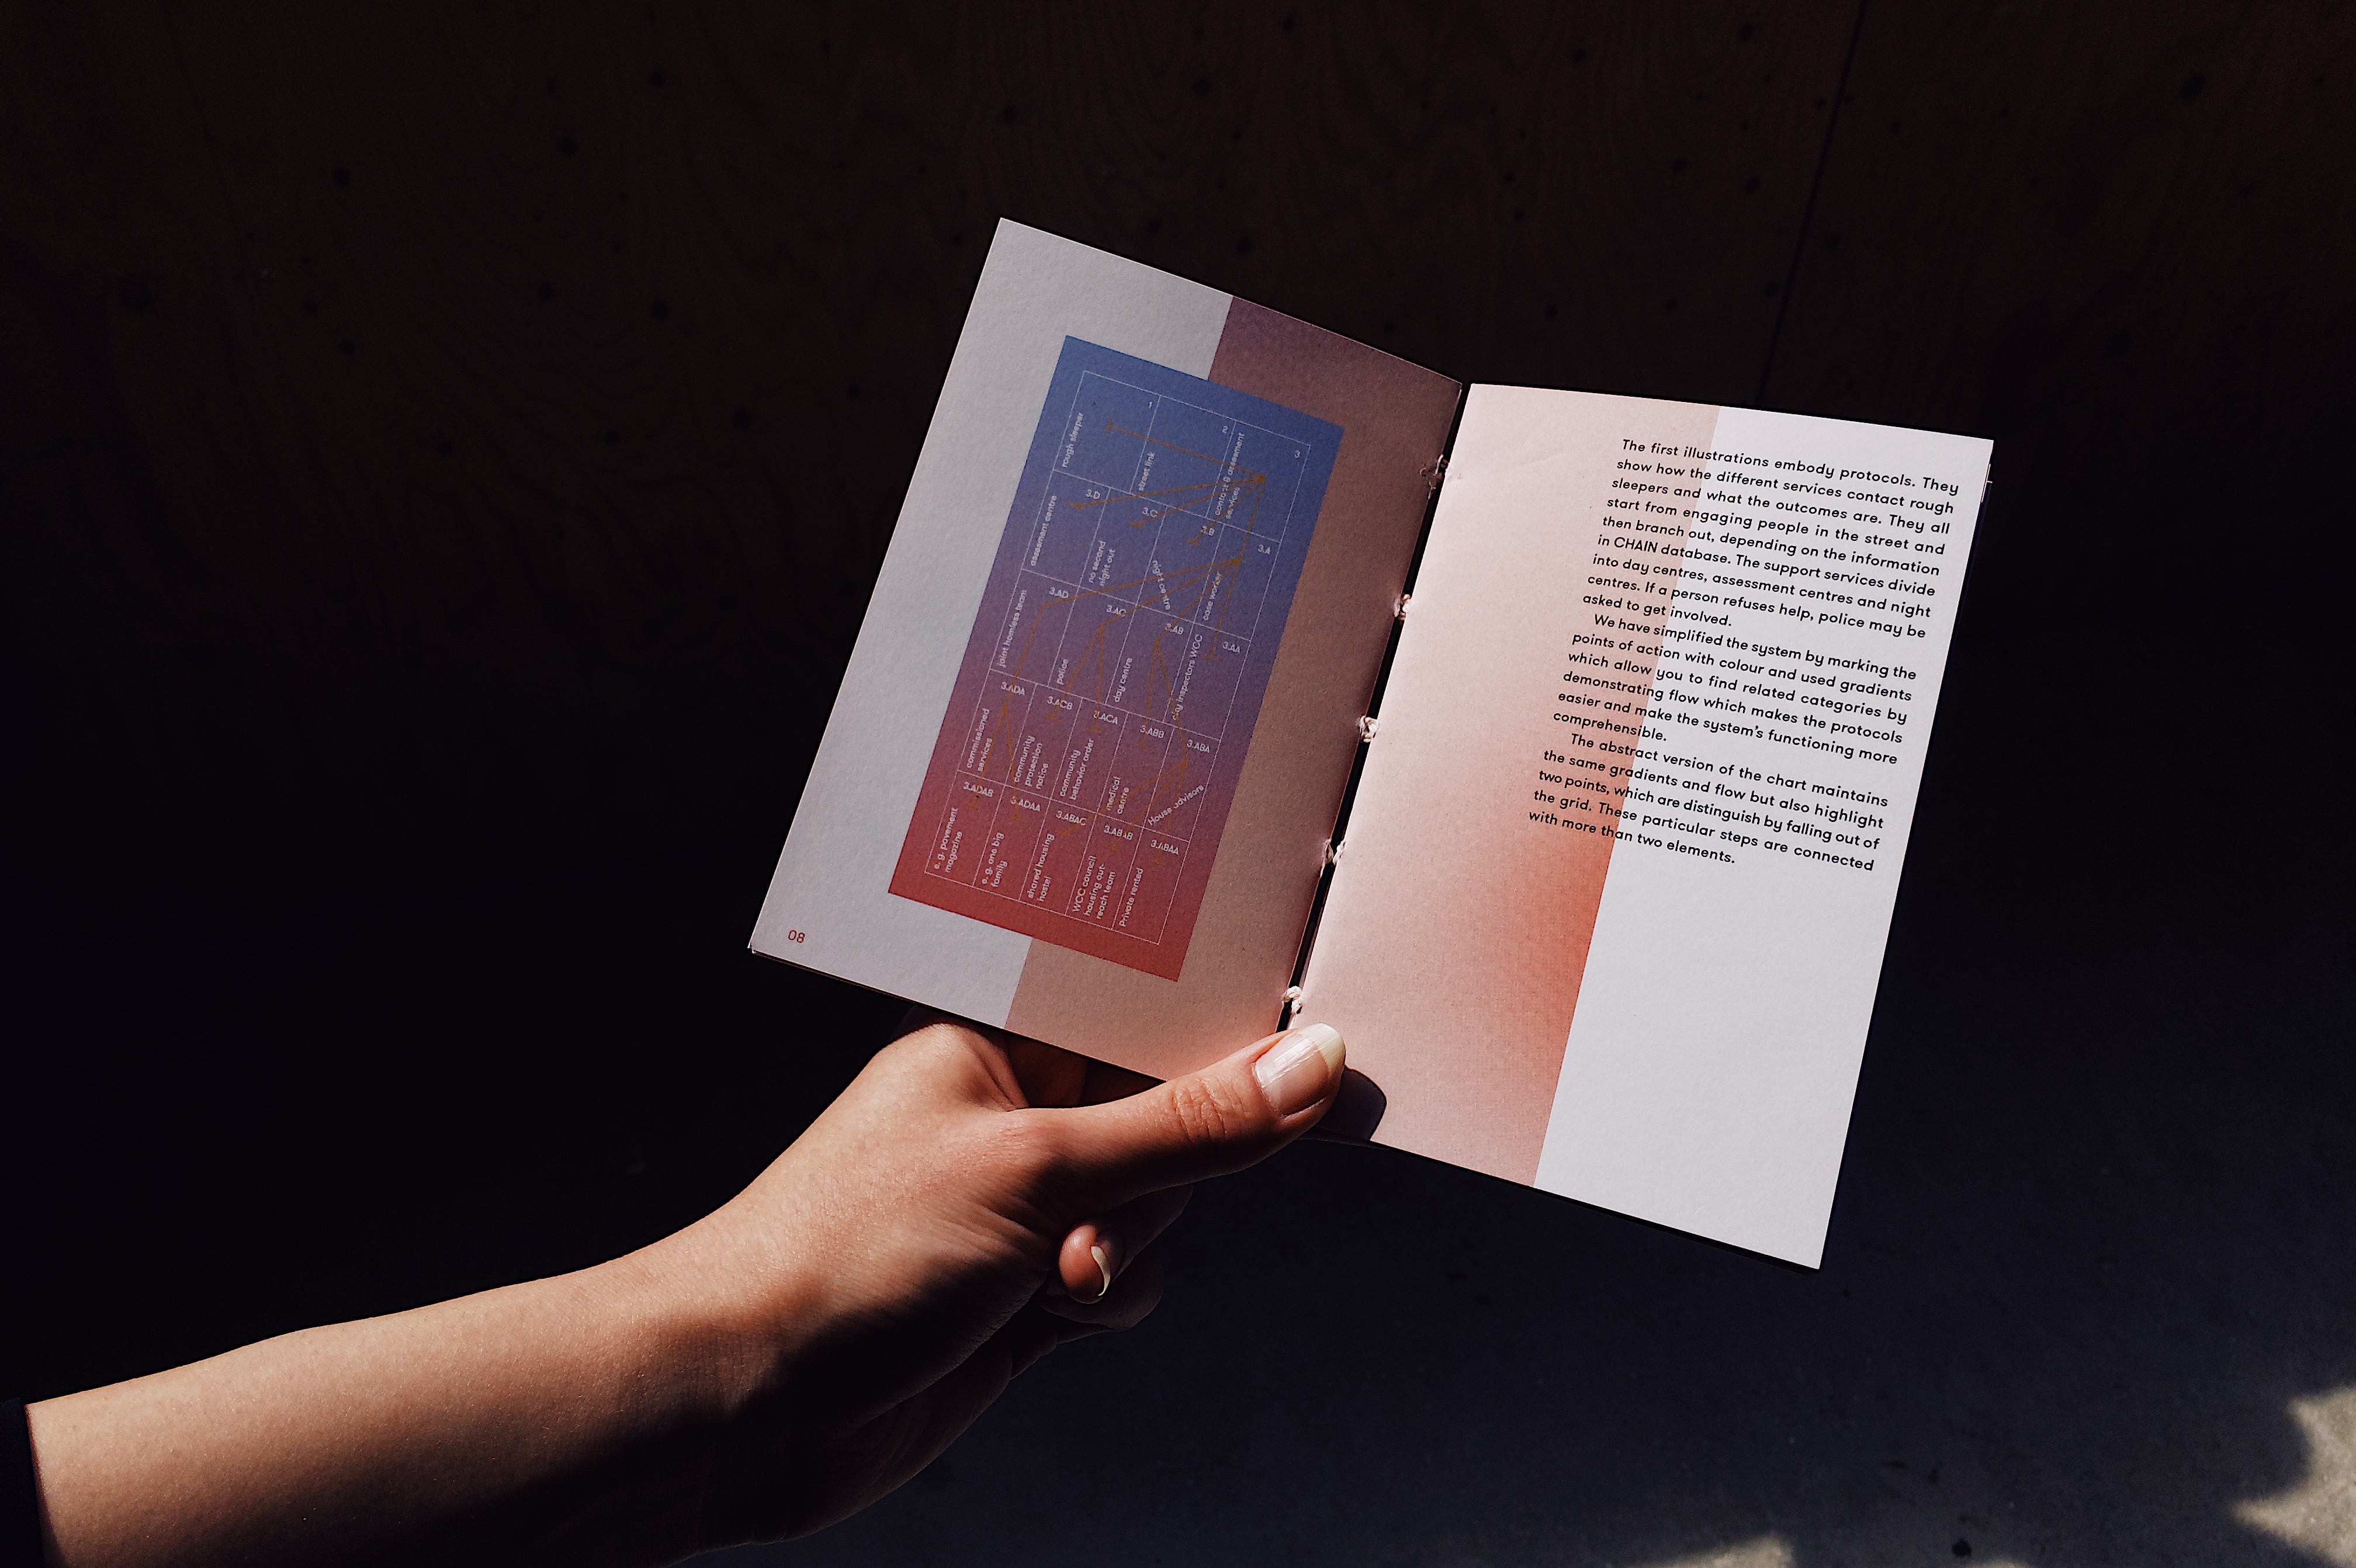 rough sleeper
1
street link
2
contact & assesment
services
3
assesment centre
3.D
no second
night out
3.C
3.B
case worker
3.A
joint homless team
3.AD
police
3.AC
day centre
3.AB
city inspectors WCC
3.AA
commissioned
services
3.ADA
community
protection
notice
3.ACB
community
behavior order
3.ACA
medical
centre
3.ABB
House advisors
3.ABA
e. g. pavement
magazine
3.ADAB
e. g. one big
family
3.ADAA
shared housing
hostel
3.ABAC
WCC council
housing out-
reach team
3.ABAB
Private rented
3.ABAA
08
The first illustrations embody protocols. They
show how the different services contact rough
sleepers and what the outcomes are. They all
start from engaging people in the street and
then branch out, depending on the information
in CHAIN database. The support services divide
into day centres, assessment centres and night
centres. If a person refuses help, police may be
asked to get involved.
We have simplified the system by marking the
points of action with colour and used gradients
which allow you to find related categories by
demonstrating flow which makes the protocols
easier and make the system's functioning more
comprehensible.
The abstract version of the chart maintains
the same gradients and flow but also highlight
two points, which are distinguish by falling out of
the grid. These particular steps are connected
with more than two elements.